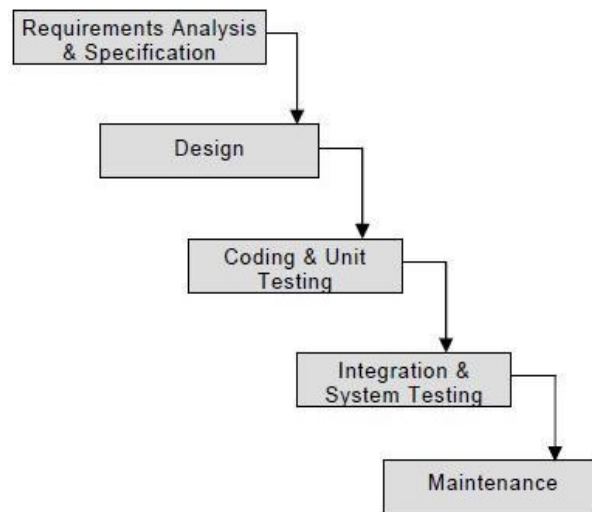 Requirements Analysis
& Specification
Design
Coding & Unit
Testing
Integration &
System Testing
Maintenance